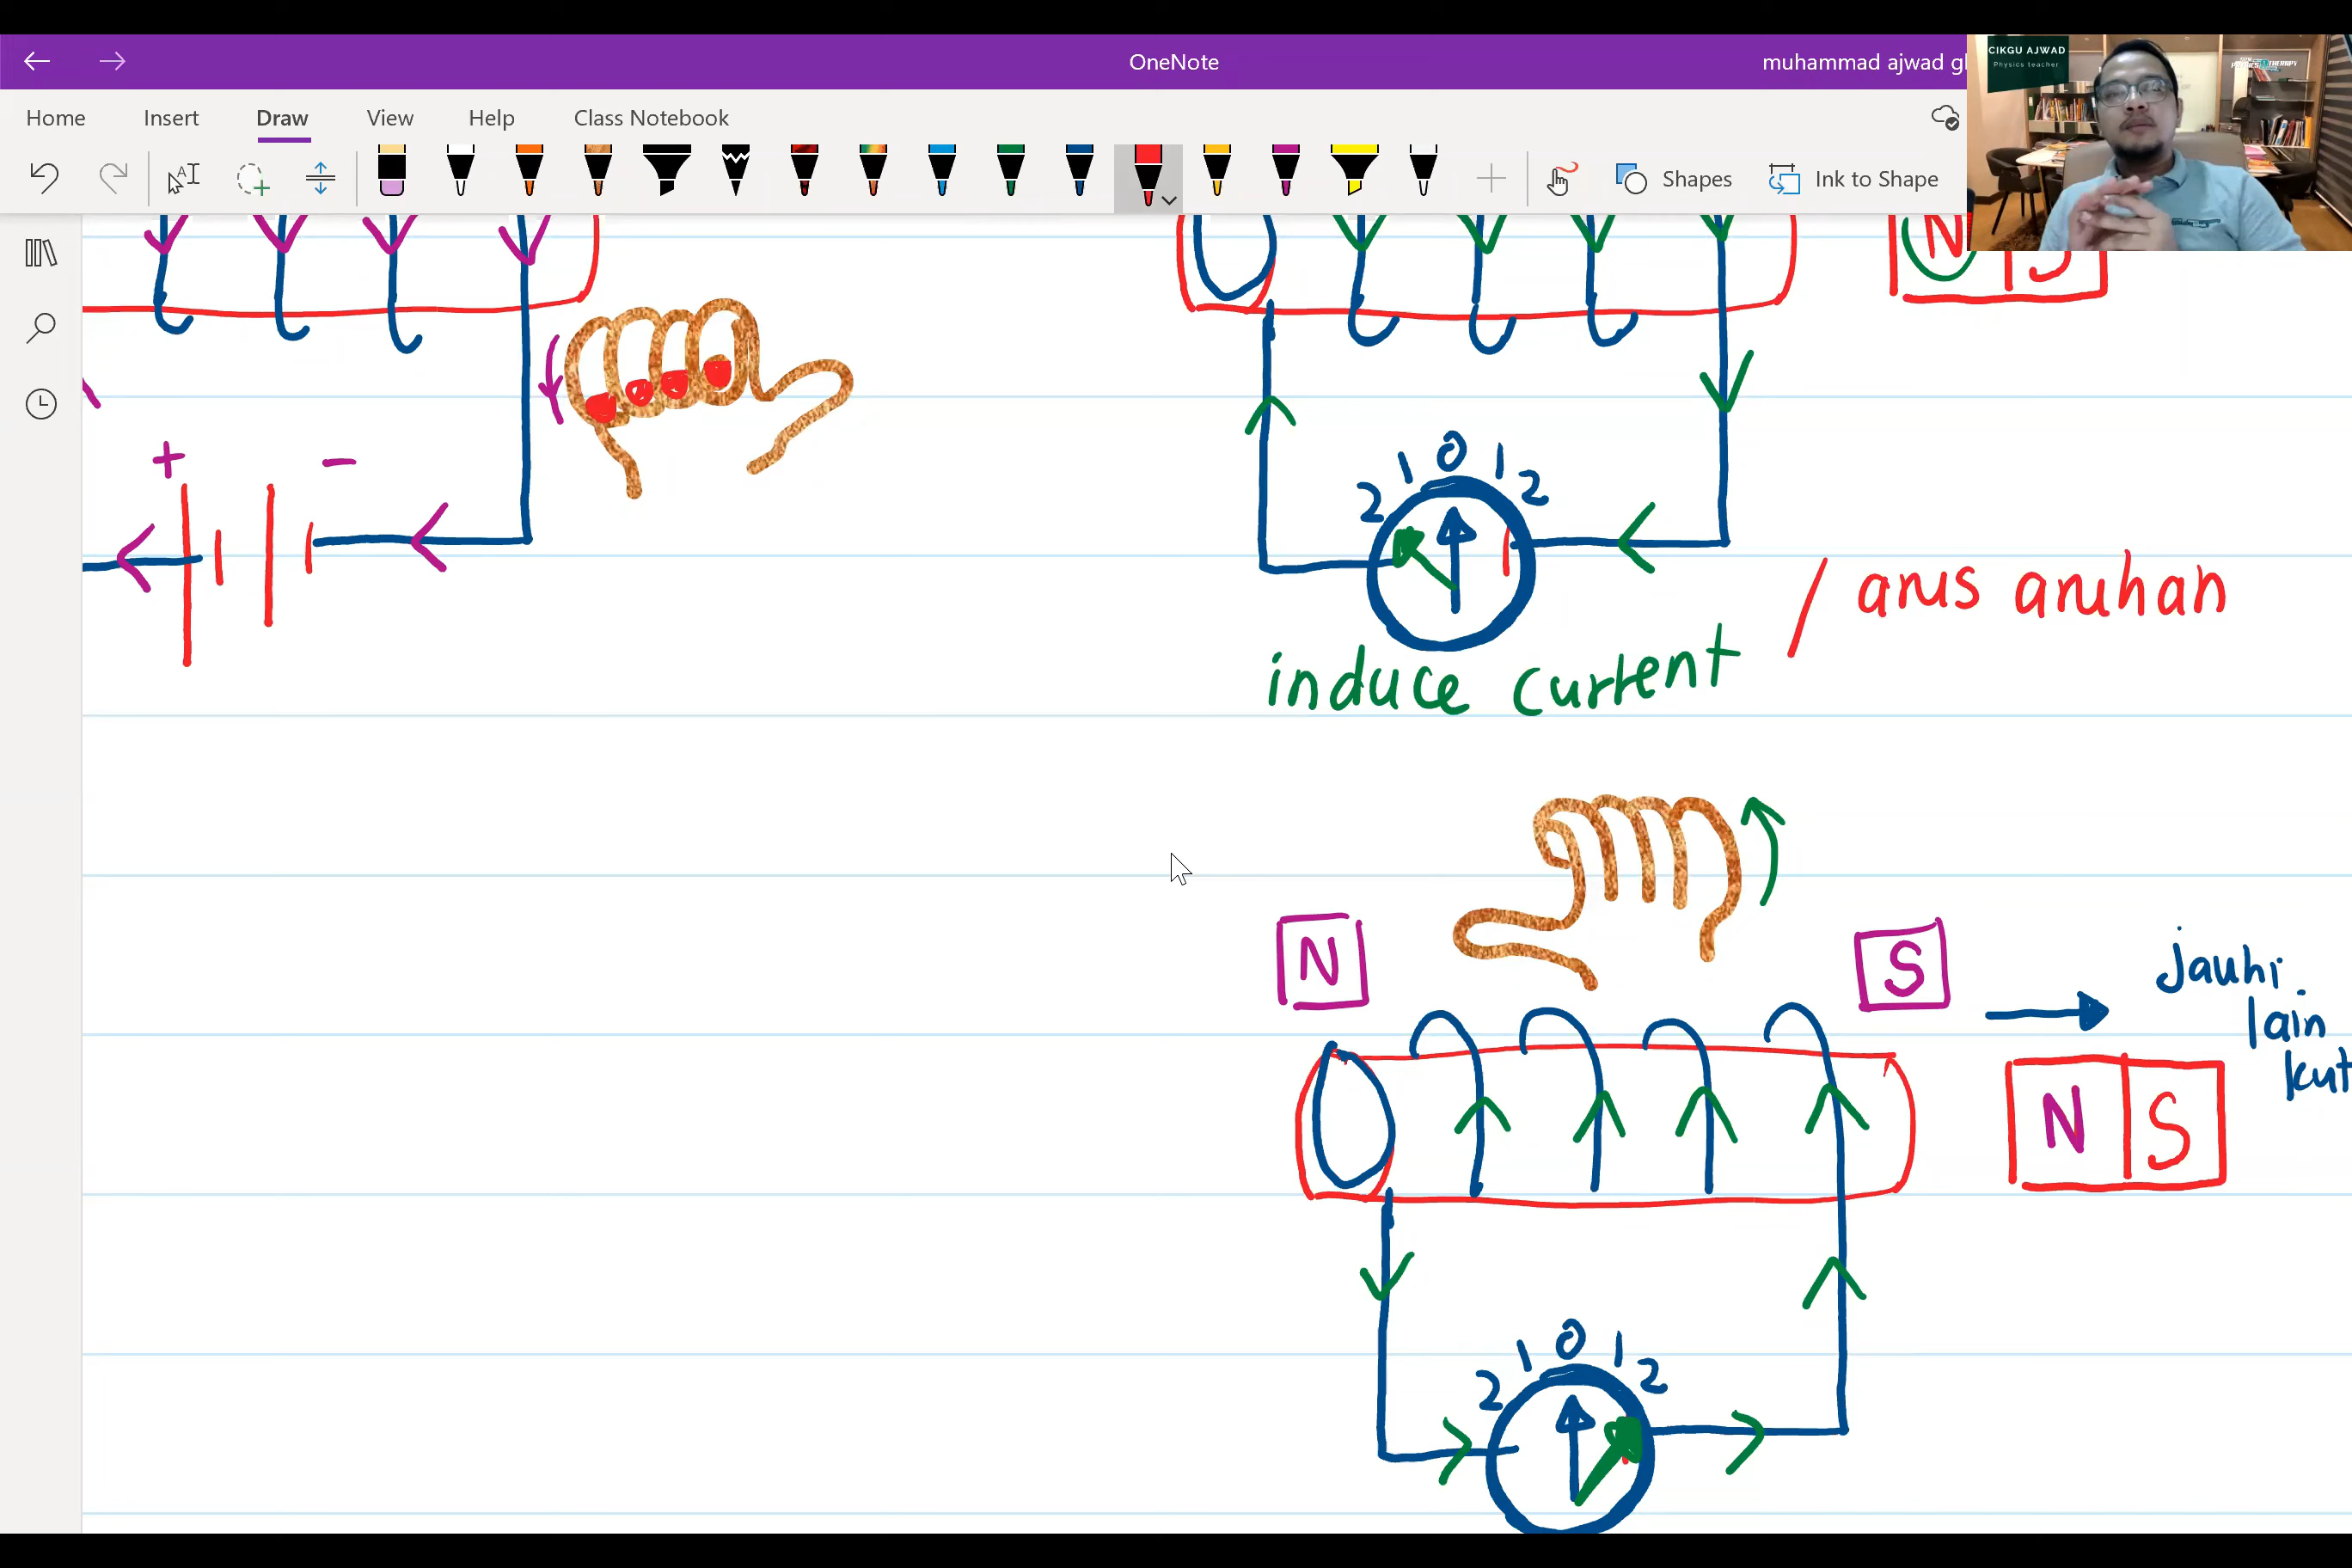 OneNote
muhammad ajwad
CIKGU AJWAD
Physics teacher
Home Insert Draw View Help Class Notebook
Shapes Ink to Shape
N
+ −
2 1 0 1 2
induce current / arus aruhan
N S
jauhi
lain
kut
N S
2 1 0 1 2